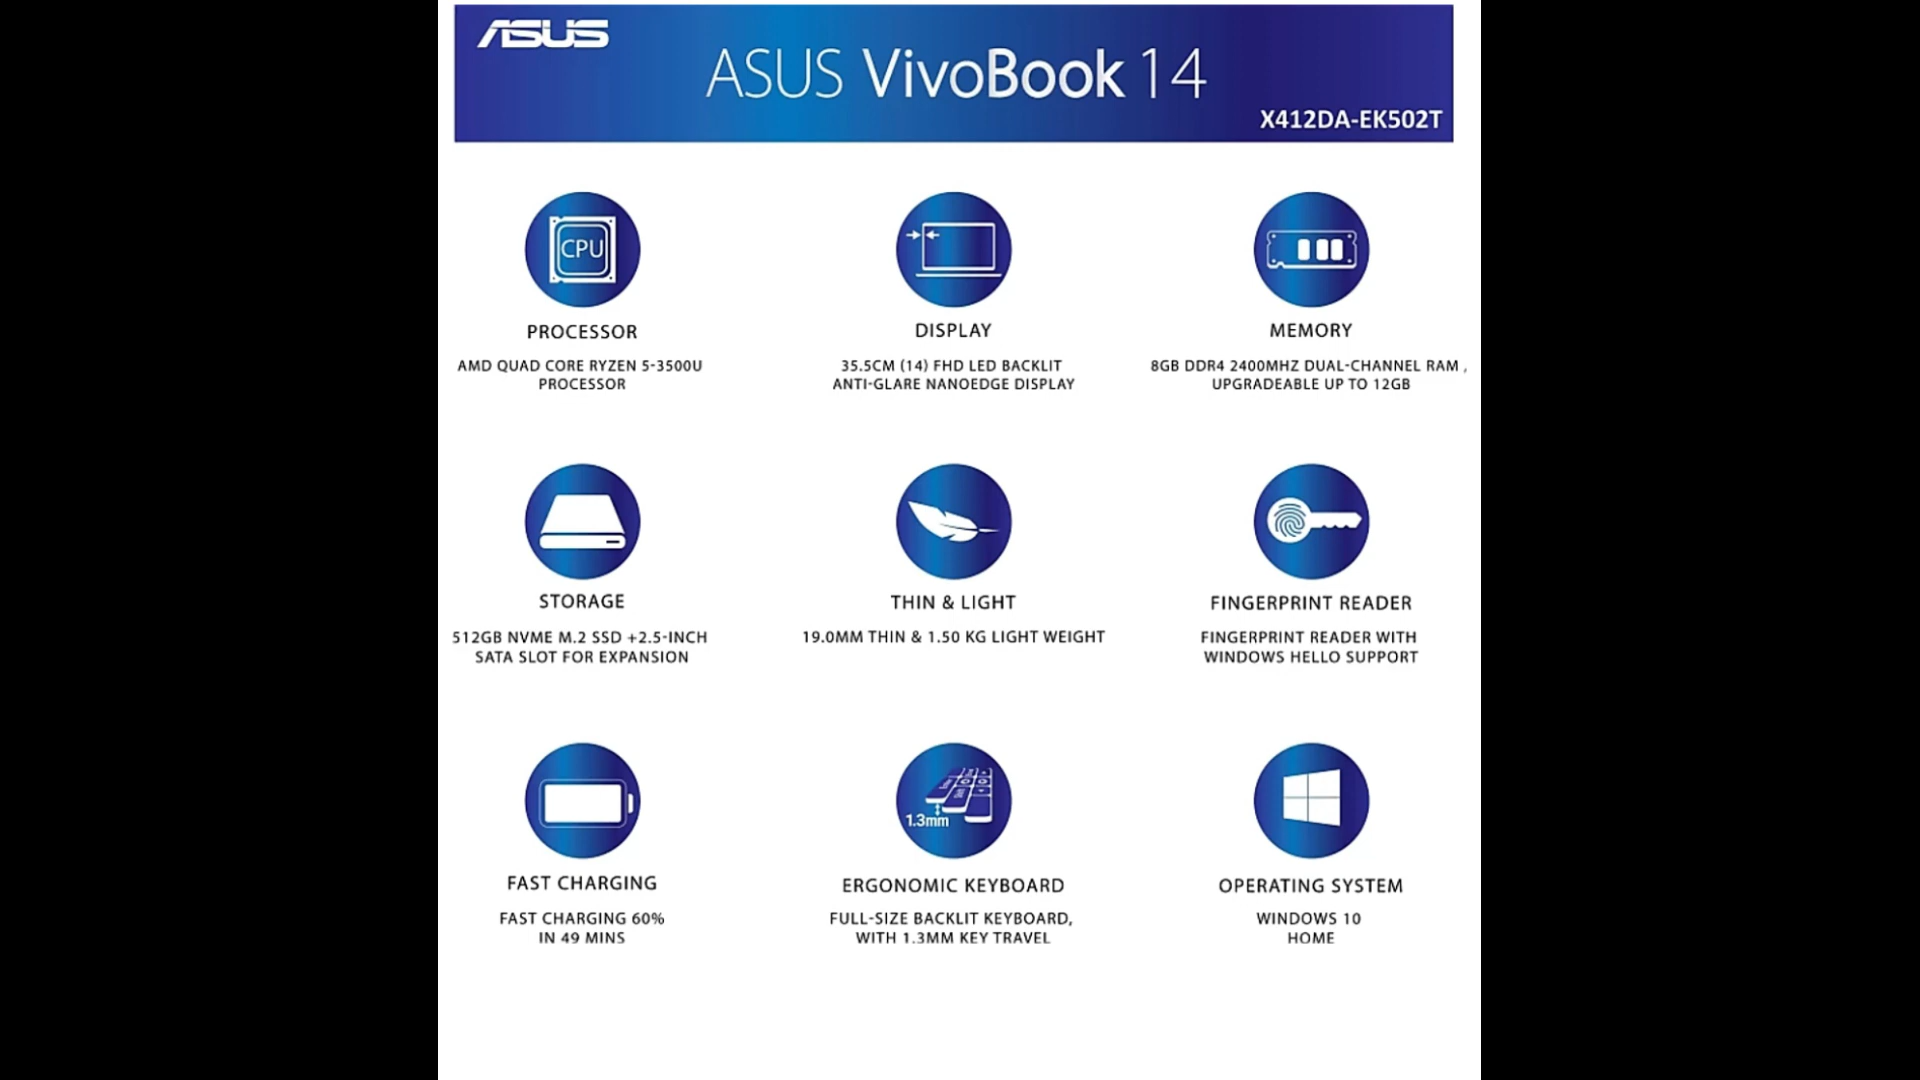 ASUS
ASUS VivoBook 14
X412DA-EK502T
CPU
PROCESSOR
AMD QUAD CORE RYZEN 5-3500U
PROCESSOR
DISPLAY
35.5CM (14) FHD LED BACKLIT
ANTI-GLARE NANOEDGE DISPLAY
MEMORY
8GB DDR4 2400MHZ DUAL-CHANNEL RAM ,
UPGRADEABLE UP TO 12GB
STORAGE
512GB NVME M.2 SSD +2.5-INCH
SATA SLOT FOR EXPANSION
THIN & LIGHT
19.0MM THIN & 1.50 KG LIGHT WEIGHT
FINGERPRINT READER
FINGERPRINT READER WITH
WINDOWS HELLO SUPPORT
FAST CHARGING
FAST CHARGING 60%
IN 49 MINS
1.3mm
ERGONOMIC KEYBOARD
FULL-SIZE BACKLIT KEYBOARD,
WITH 1.3MM KEY TRAVEL
OPERATING SYSTEM
WINDOWS 10
HOME